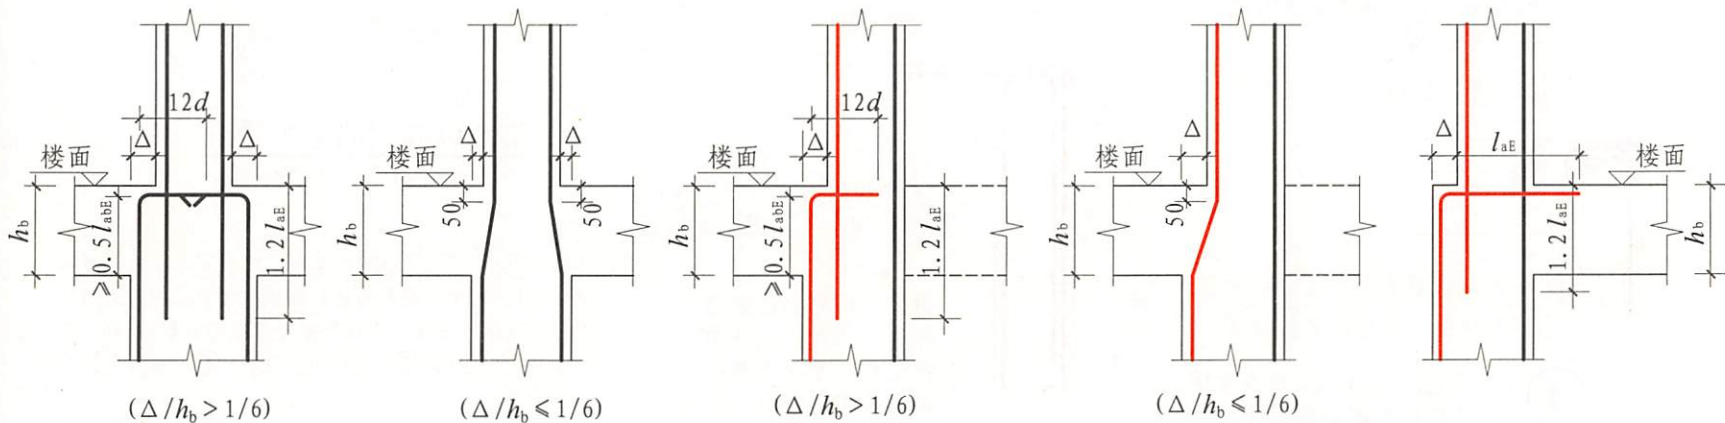 12d
Δ
Δ
楼面
hb
≥0.5labE
1.2laE
(Δ/hb>1/6)
Δ
Δ
楼面
50
50
hb
(Δ/hb≤1/6)
12d
Δ
楼面
hb
≥0.5labE
1.2laE
(Δ/hb>1/6)
Δ
楼面
50
hb
(Δ/hb≤1/6)
Δ
laE
楼面
1.2laE
hb